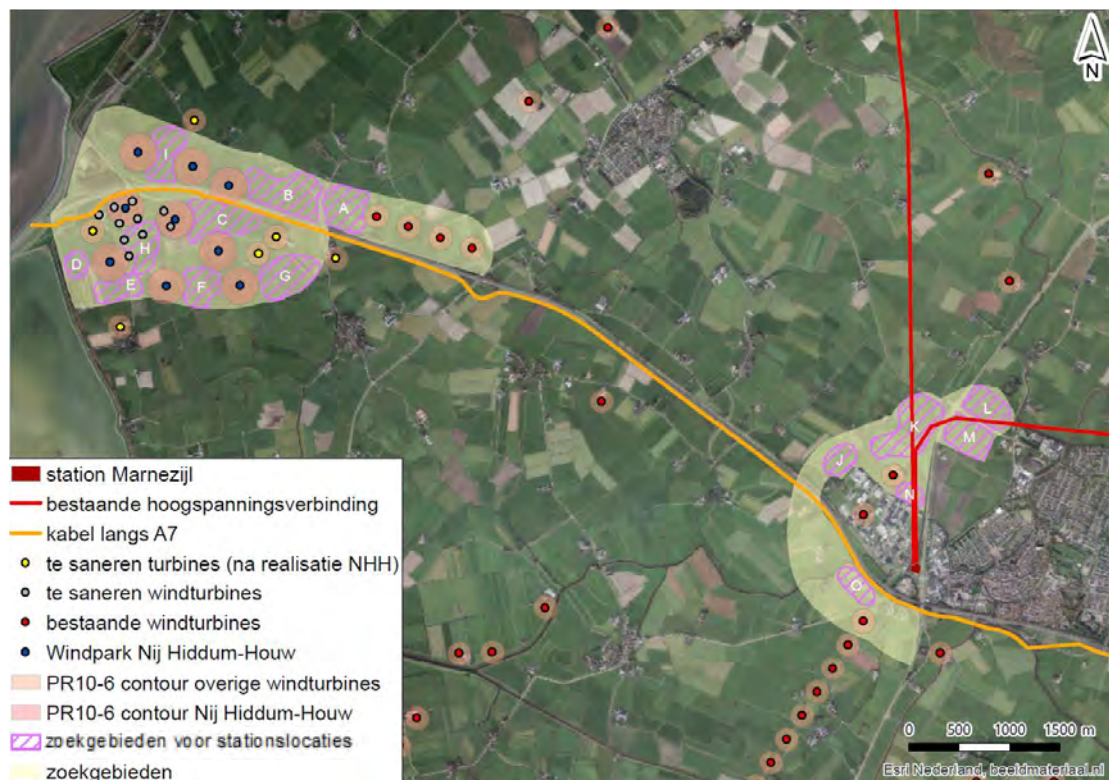 N
I
B
A
C
H
D
E
F
G
L
K
M
J
N
O
station Marnezijl
bestaande hoogspanningsverbinding
kabel langs A7
te saneren turbines (na realisatie NHH)
te saneren windturbines
bestaande windturbines
Windpark Nij Hiddum-Houw
PR10-6 contour overige windturbines
PR10-6 contour Nij Hiddum-Houw
zoekgebieden voor stationslocaties
zoekgebieden
0 500 1000 1500 m
Esri Nederland, beeldmateriaal.nl